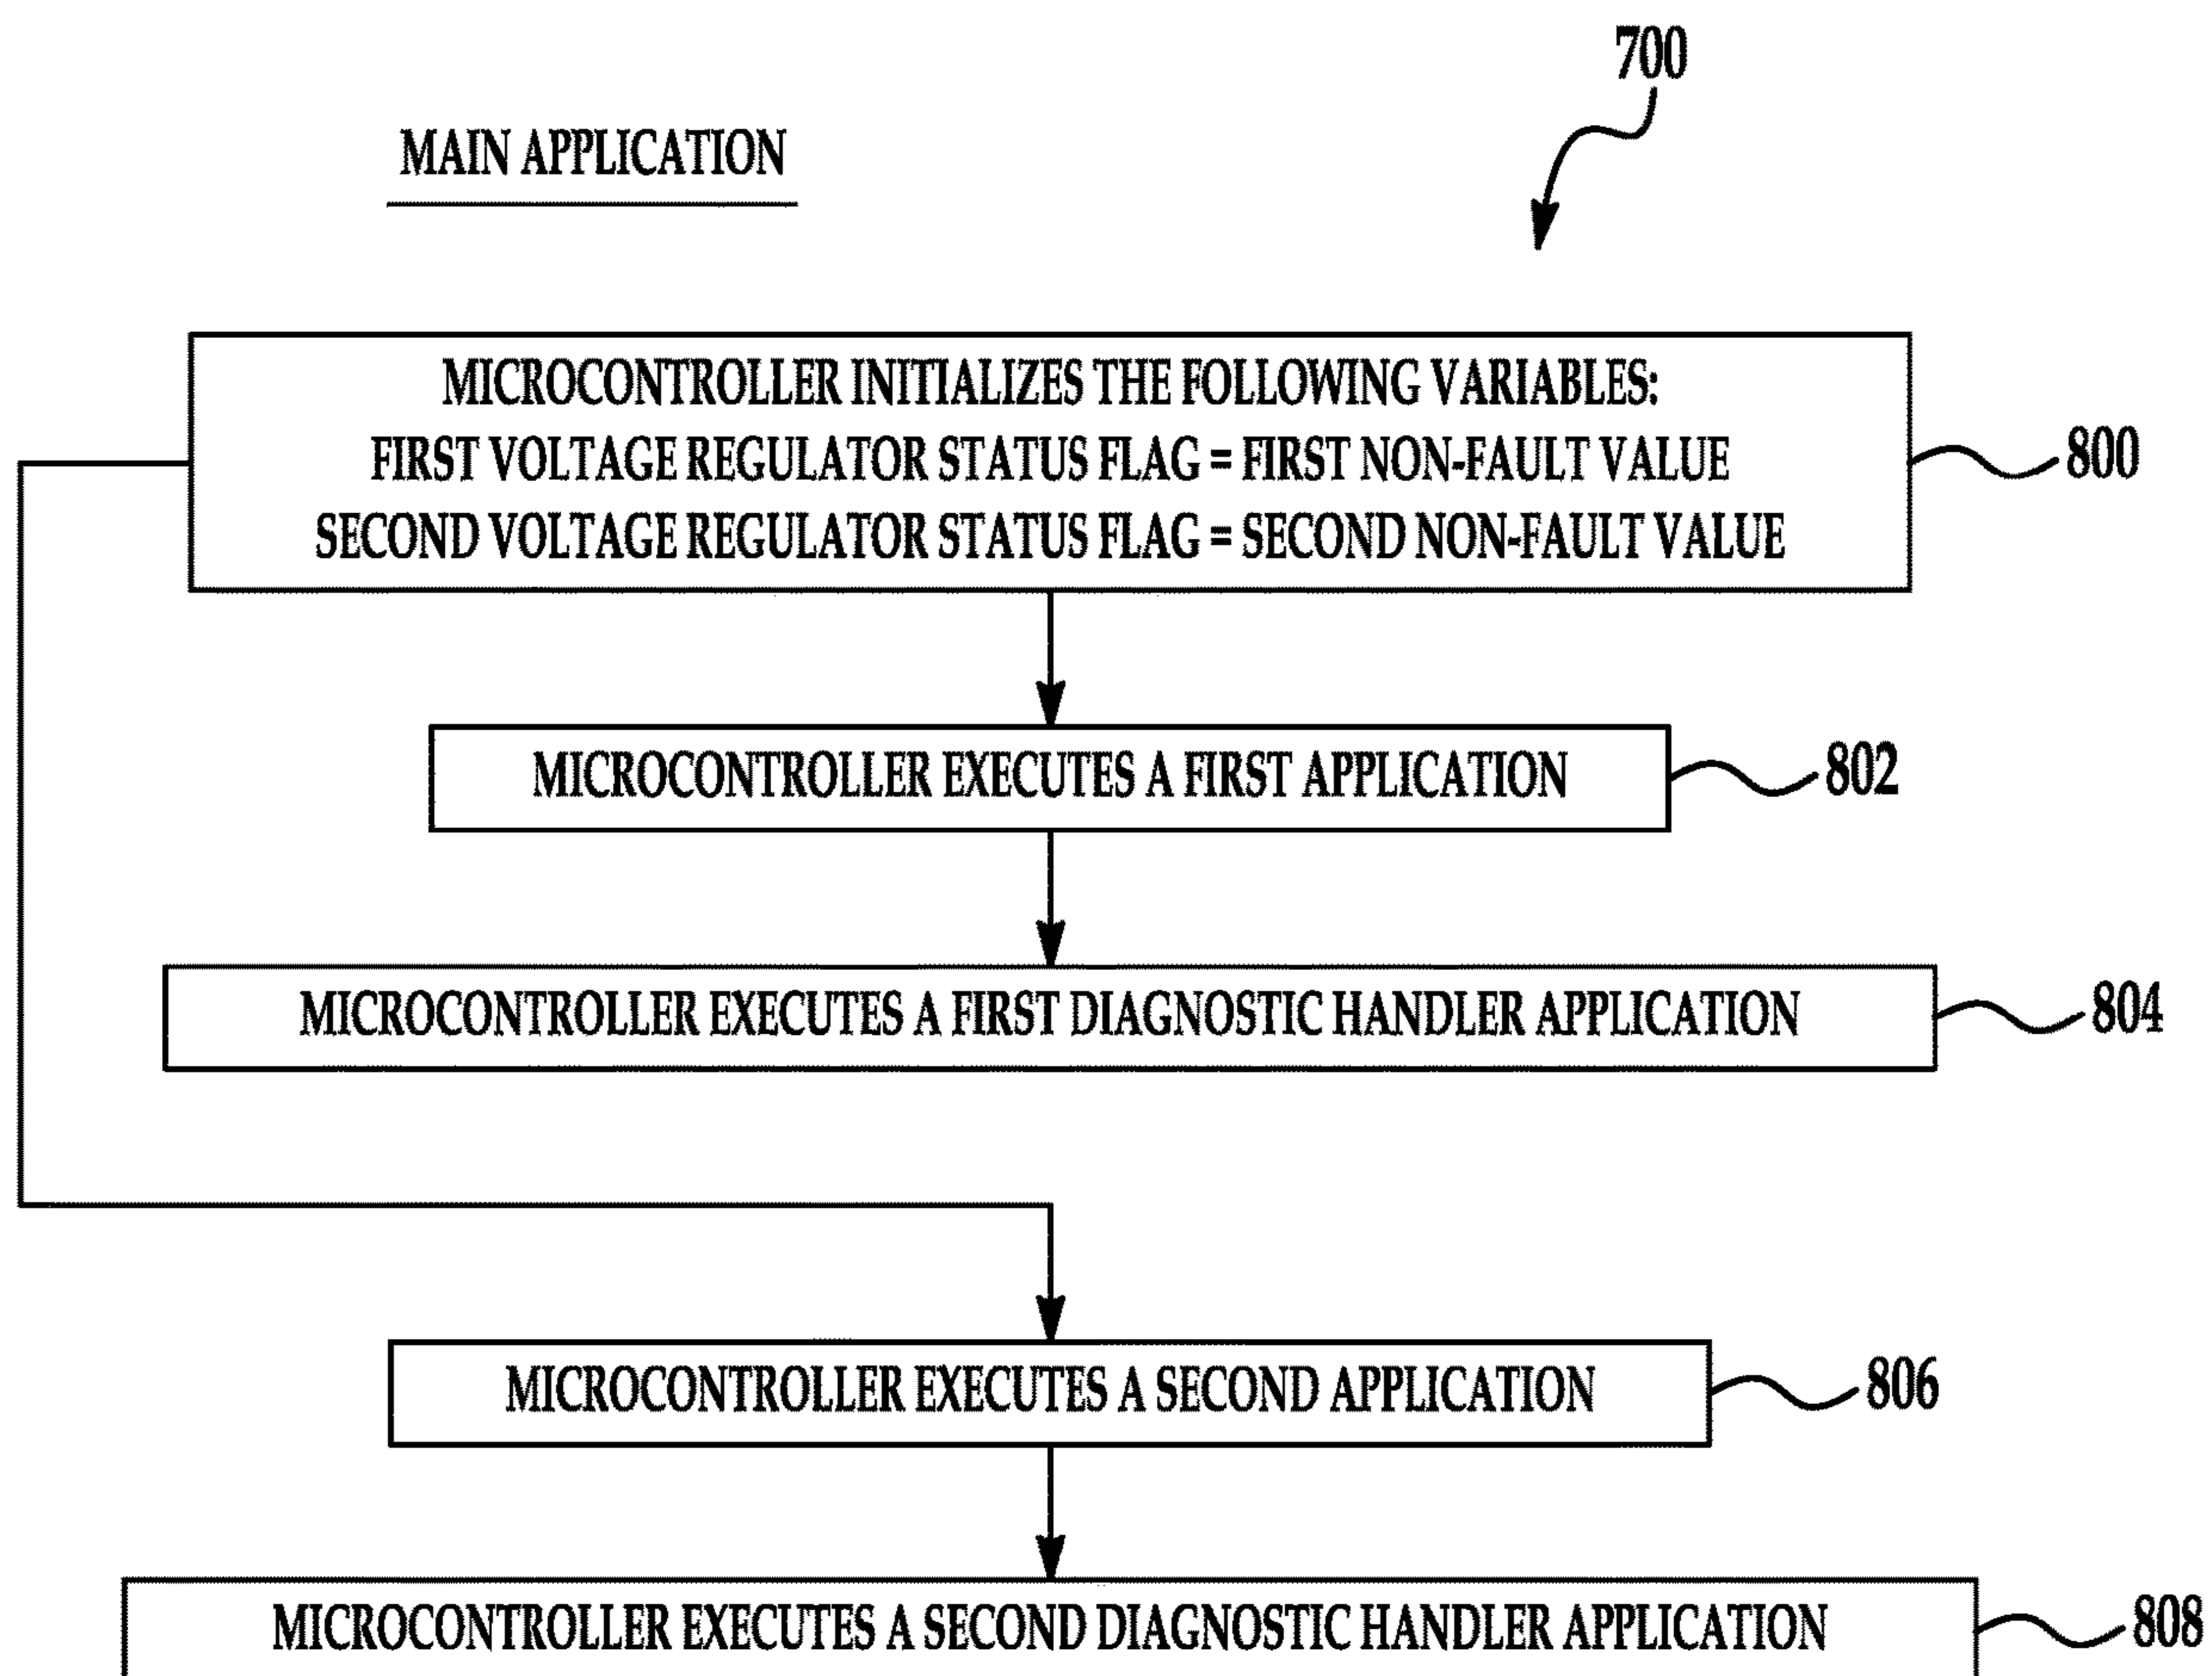 700
MAIN APPLICATION
MICROCONTROLLER INITIALIZES THE FOLLOWING VARIABLES:
FIRST VOLTAGE REGULATOR STATUS FLAG = FIRST NON-FAULT VALUE
SECOND VOLTAGE REGULATOR STATUS FLAG = SECOND NON-FAULT VALUE
800
MICROCONTROLLER EXECUTES A FIRST APPLICATION
802
MICROCONTROLLER EXECUTES A FIRST DIAGNOSTIC HANDLER APPLICATION
804
MICROCONTROLLER EXECUTES A SECOND APPLICATION
806
MICROCONTROLLER EXECUTES A SECOND DIAGNOSTIC HANDLER APPLICATION
808